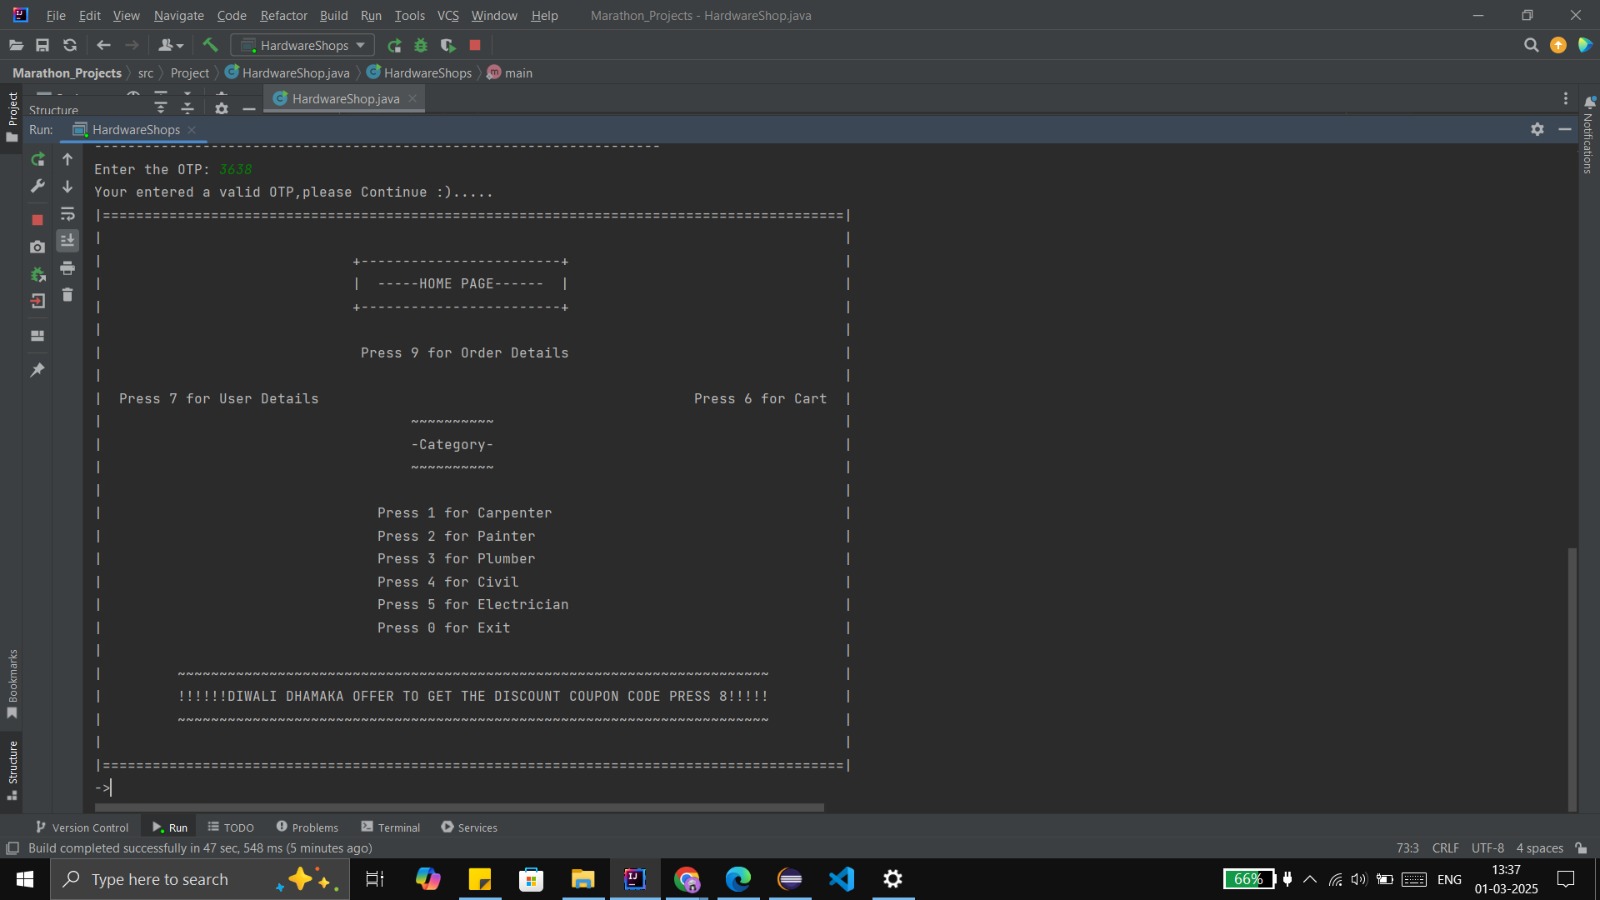 File Edit View Navigate Code Refactor Build Run Tools VCS Window Help Marathon_Projects - HardwareShop.java
HardwareShops
Marathon_Projects src Project HardwareShop.java HardwareShops main
Project
Structure
HardwareShop.java
Run: HardwareShops
Notifications
--------------------------------------------------------------------
Enter the OTP: 3638
Your entered a valid OTP,please Continue :).....
|=========================================================================================|
+------------------------+
| -----HOME PAGE------ |
+------------------------+
Press 9 for Order Details
| Press 7 for User Details Press 6 for Cart |
~~~~~~~~~~
-Category-
~~~~~~~~~~
Press 1 for Carpenter
Press 2 for Painter
Press 3 for Plumber
Press 4 for Civil
Press 5 for Electrician
Press 0 for Exit
~~~~~~~~~~~~~~~~~~~~~~~~~~~~~~~~~~~~~~~~~~~~~~~~~~~~~~~~~~~~~~~~~~~~~~~
!!!!!!DIWALI DHAMAKA OFFER TO GET THE DISCOUNT COUPON CODE PRESS 8!!!!!
~~~~~~~~~~~~~~~~~~~~~~~~~~~~~~~~~~~~~~~~~~~~~~~~~~~~~~~~~~~~~~~~~~~~~~~
|=========================================================================================|
->
Bookmarks
Structure
Version Control Run TODO Problems Terminal Services
Build completed successfully in 47 sec, 548 ms (5 minutes ago) 73:3 CRLF UTF-8 4 spaces
Type here to search 66% ENG 13:37
01-03-2025